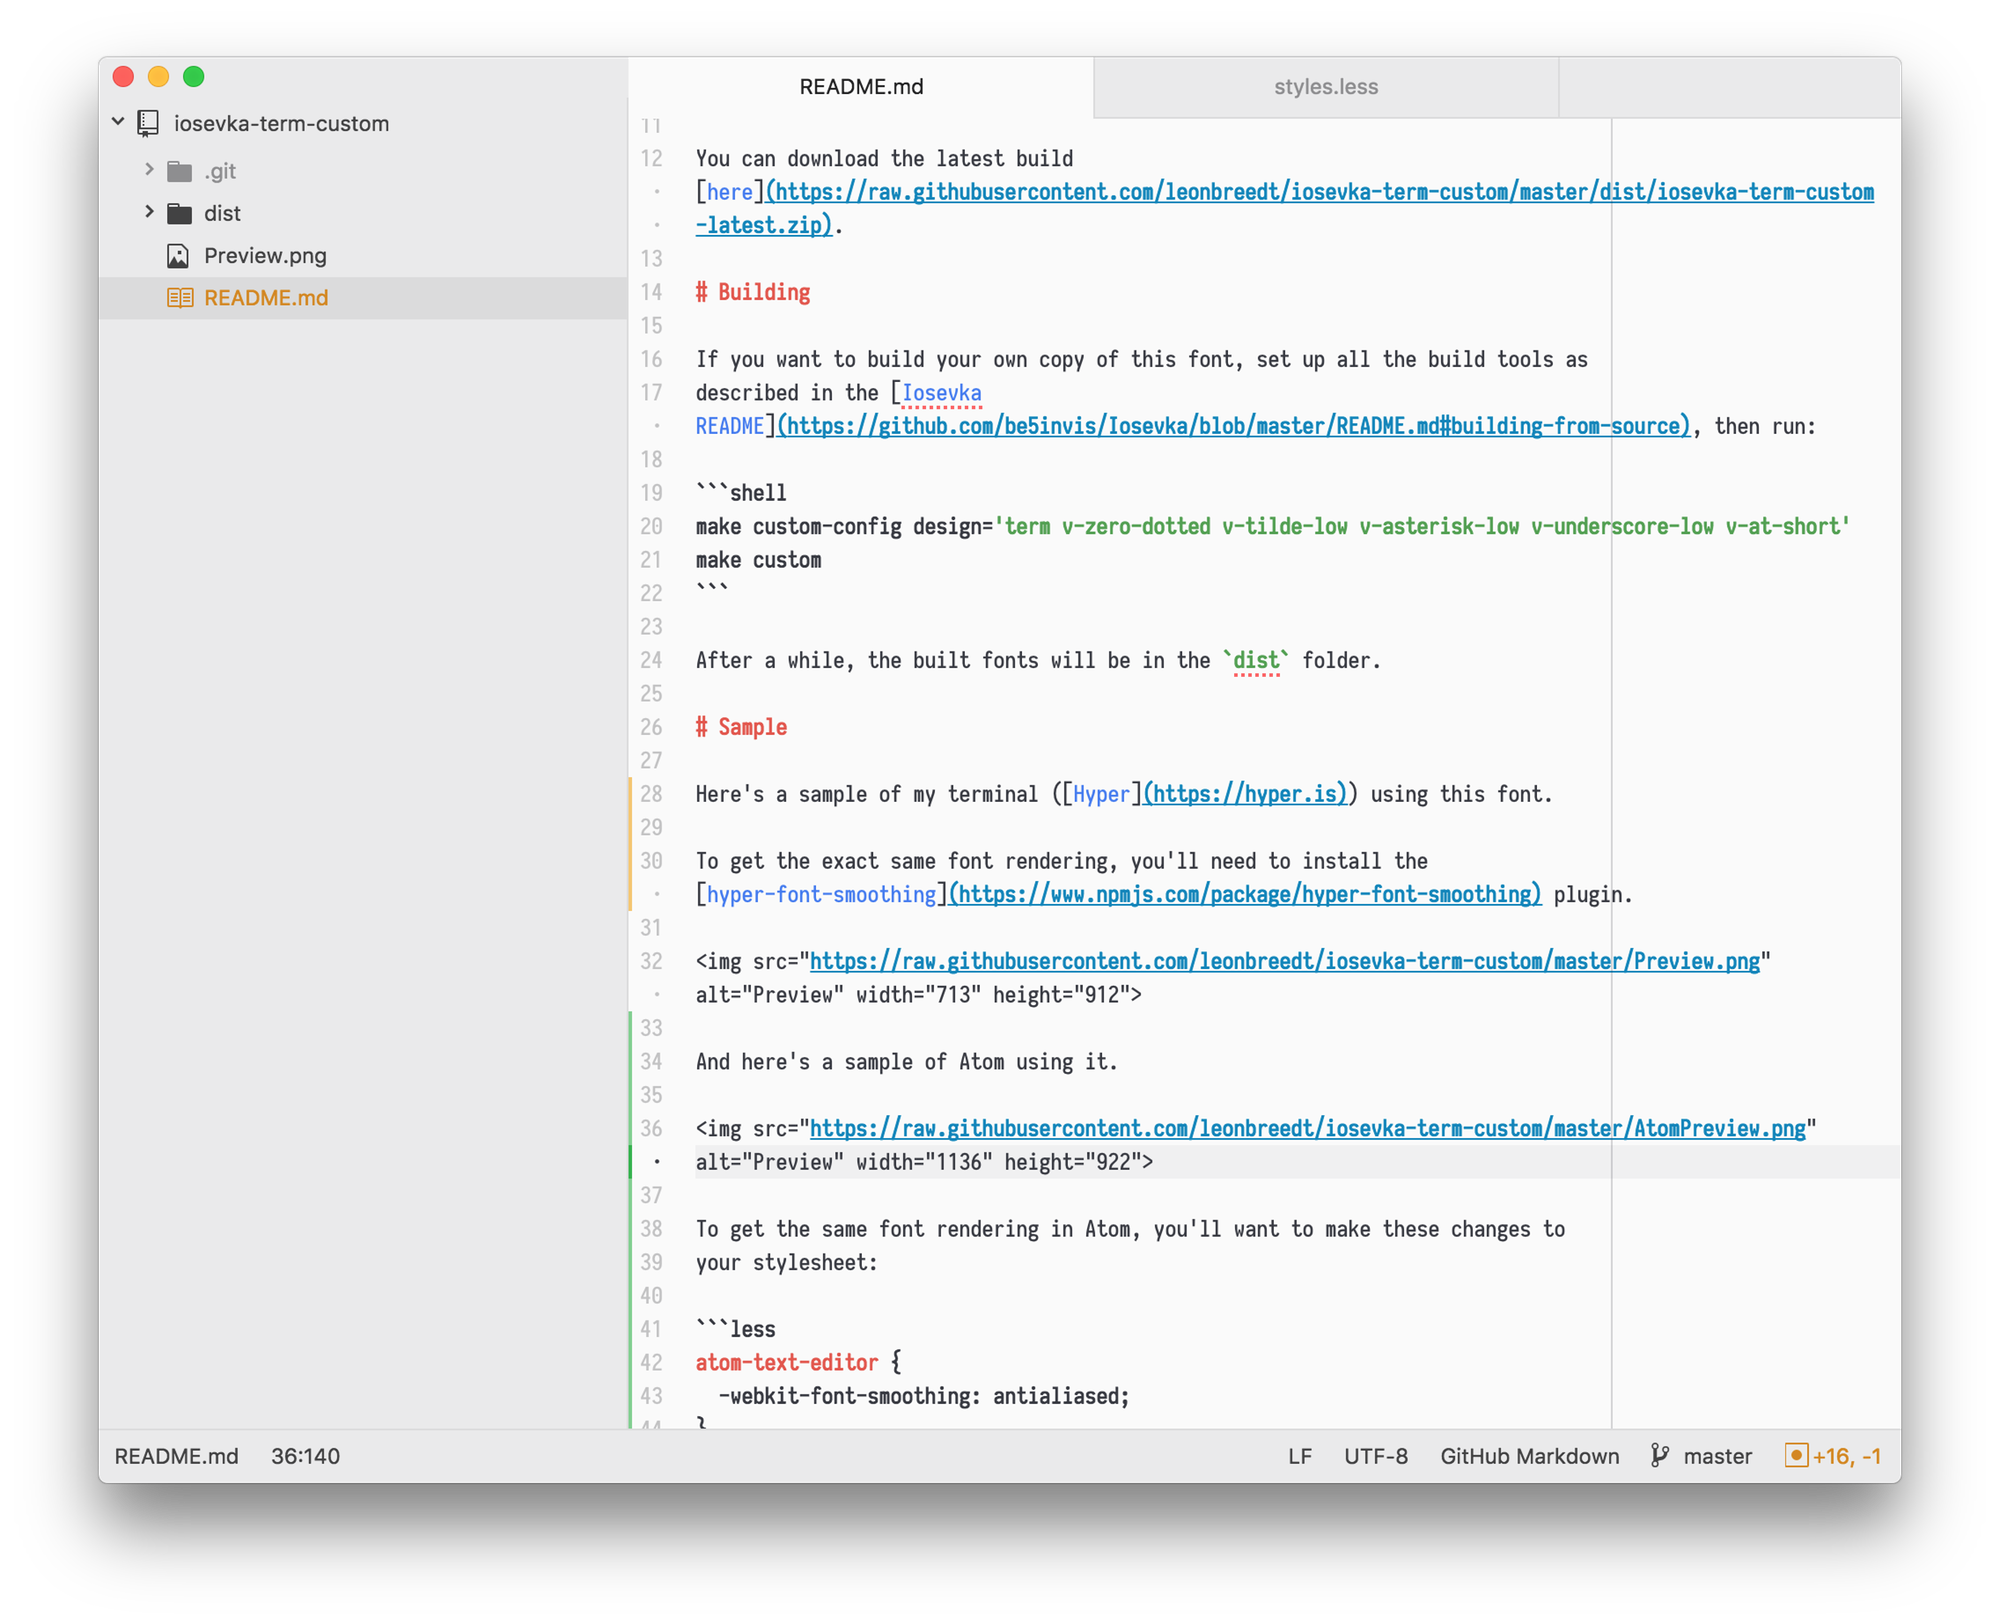 README.md
styles.less
iosevka-term-custom
.git
dist
Preview.png
README.md
11
12 You can download the latest build
· [here](https://raw.githubusercontent.com/leonbreedt/iosevka-term-custom/master/dist/iosevka-term-custom
· -latest.zip).
13
14 # Building
15
16 If you want to build your own copy of this font, set up all the build tools as
17 described in the [Iosevka
· README](https://github.com/be5invis/Iosevka/blob/master/README.md#building-from-source), then run:
18
19 ```shell
20 make custom-config design='term v-zero-dotted v-tilde-low v-asterisk-low v-underscore-low v-at-short'
21 make custom
22 ```
23
24 After a while, the built fonts will be in the `dist` folder.
25
26 # Sample
27
28 Here's a sample of my terminal ([Hyper](https://hyper.is)) using this font.
29
30 To get the exact same font rendering, you'll need to install the
· [hyper-font-smoothing](https://www.npmjs.com/package/hyper-font-smoothing) plugin.
31
32 <img src="https://raw.githubusercontent.com/leonbreedt/iosevka-term-custom/master/Preview.png"
· alt="Preview" width="713" height="912">
33
34 And here's a sample of Atom using it.
35
36 <img src="https://raw.githubusercontent.com/leonbreedt/iosevka-term-custom/master/AtomPreview.png"
· alt="Preview" width="1136" height="922">
37
38 To get the same font rendering in Atom, you'll want to make these changes to
39 your stylesheet:
40
41 ```less
42 atom-text-editor {
43   -webkit-font-smoothing: antialiased;
44 }
README.md 36:140 LF UTF-8 GitHub Markdown master +16, -1